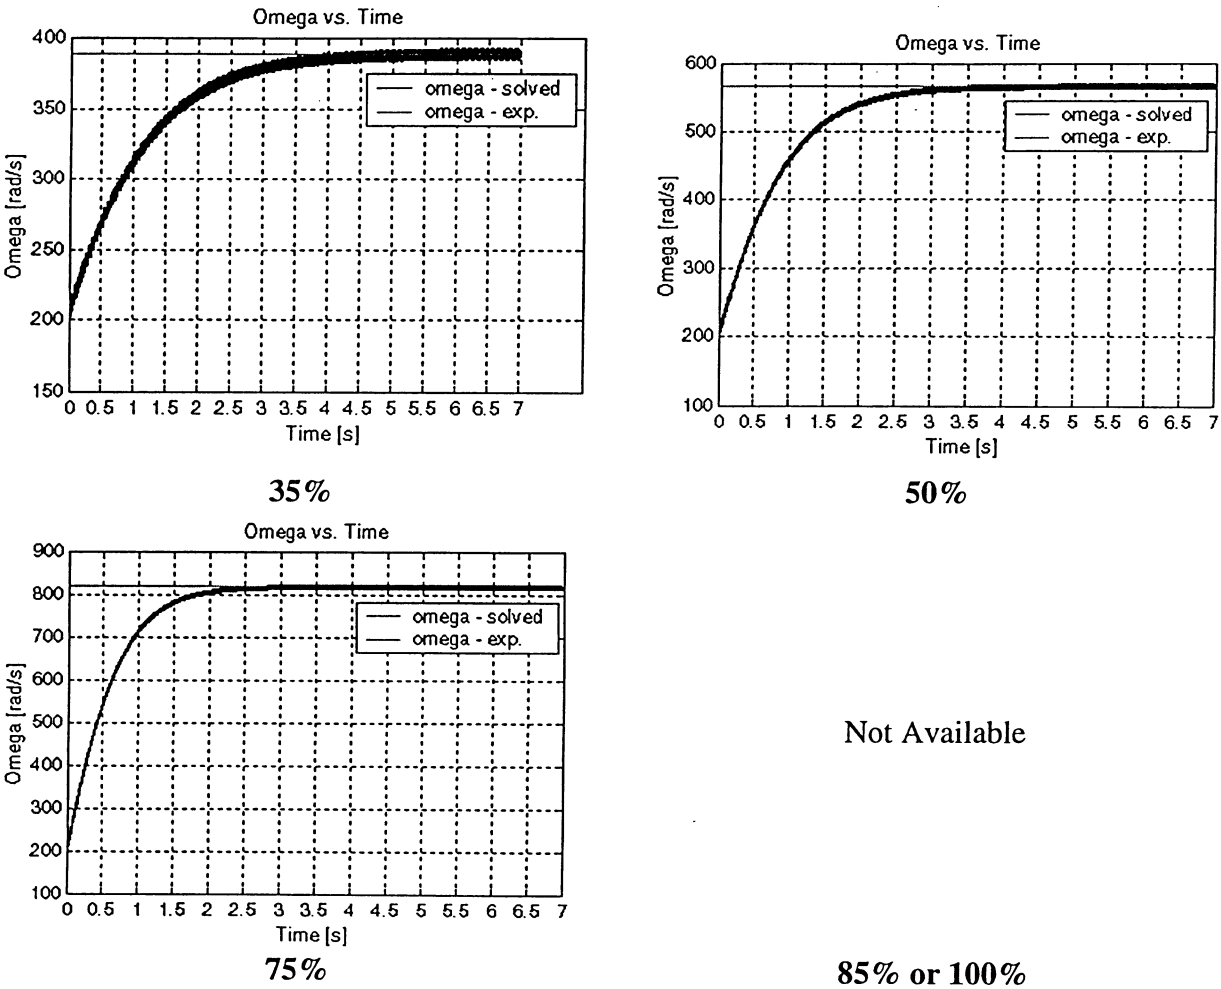 Omega vs. Time
400
350
300
250
200
150
Omega [rad/s]
omega - solved
omega - exp.
0 0.5 1 1.5 2 2.5 3 3.5 4 4.5 5 5.5 6 6.5 7
Time [s]
35%
Omega vs. Time
600
500
400
300
200
100
Omega [rad/s]
omega - solved
omega - exp.
0 0.5 1 1.5 2 2.5 3 3.5 4 4.5 5 5.5 6 6.5 7
Time [s]
50%
Omega vs. Time
900
800
700
600
500
400
300
200
100
Omega [rad/s]
omega - solved
omega - exp.
0 0.5 1 1.5 2 2.5 3 3.5 4 4.5 5 5.5 6 6.5 7
Time [s]
75%
Not Available
85% or 100%